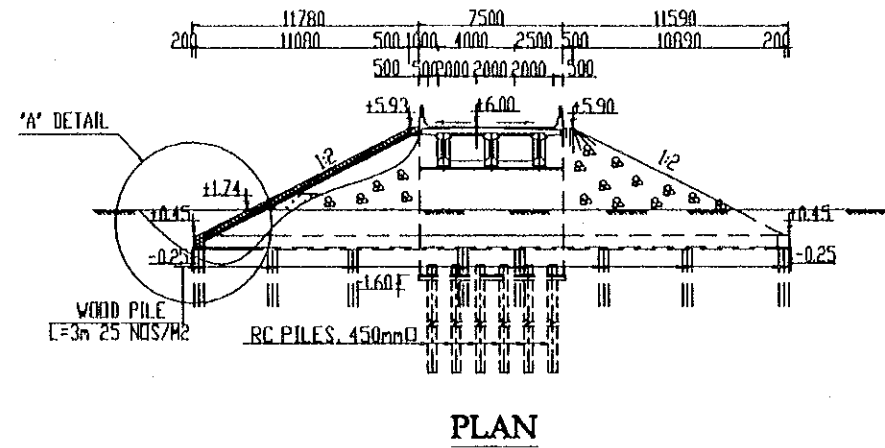 11780 7500 11590
200 11080 500 1000 4000 2500 500 10890 200
500 500 2000 2000 2000 500
+5.93 +6.00 +5.90
'A' DETAIL
1:2 1:2
+1.74
+0.45 +0.45
-0.25 -0.25
-1.60
WOOD PILE
L=3m 25 NOS/M2
RC PILES, 450mm□
PLAN